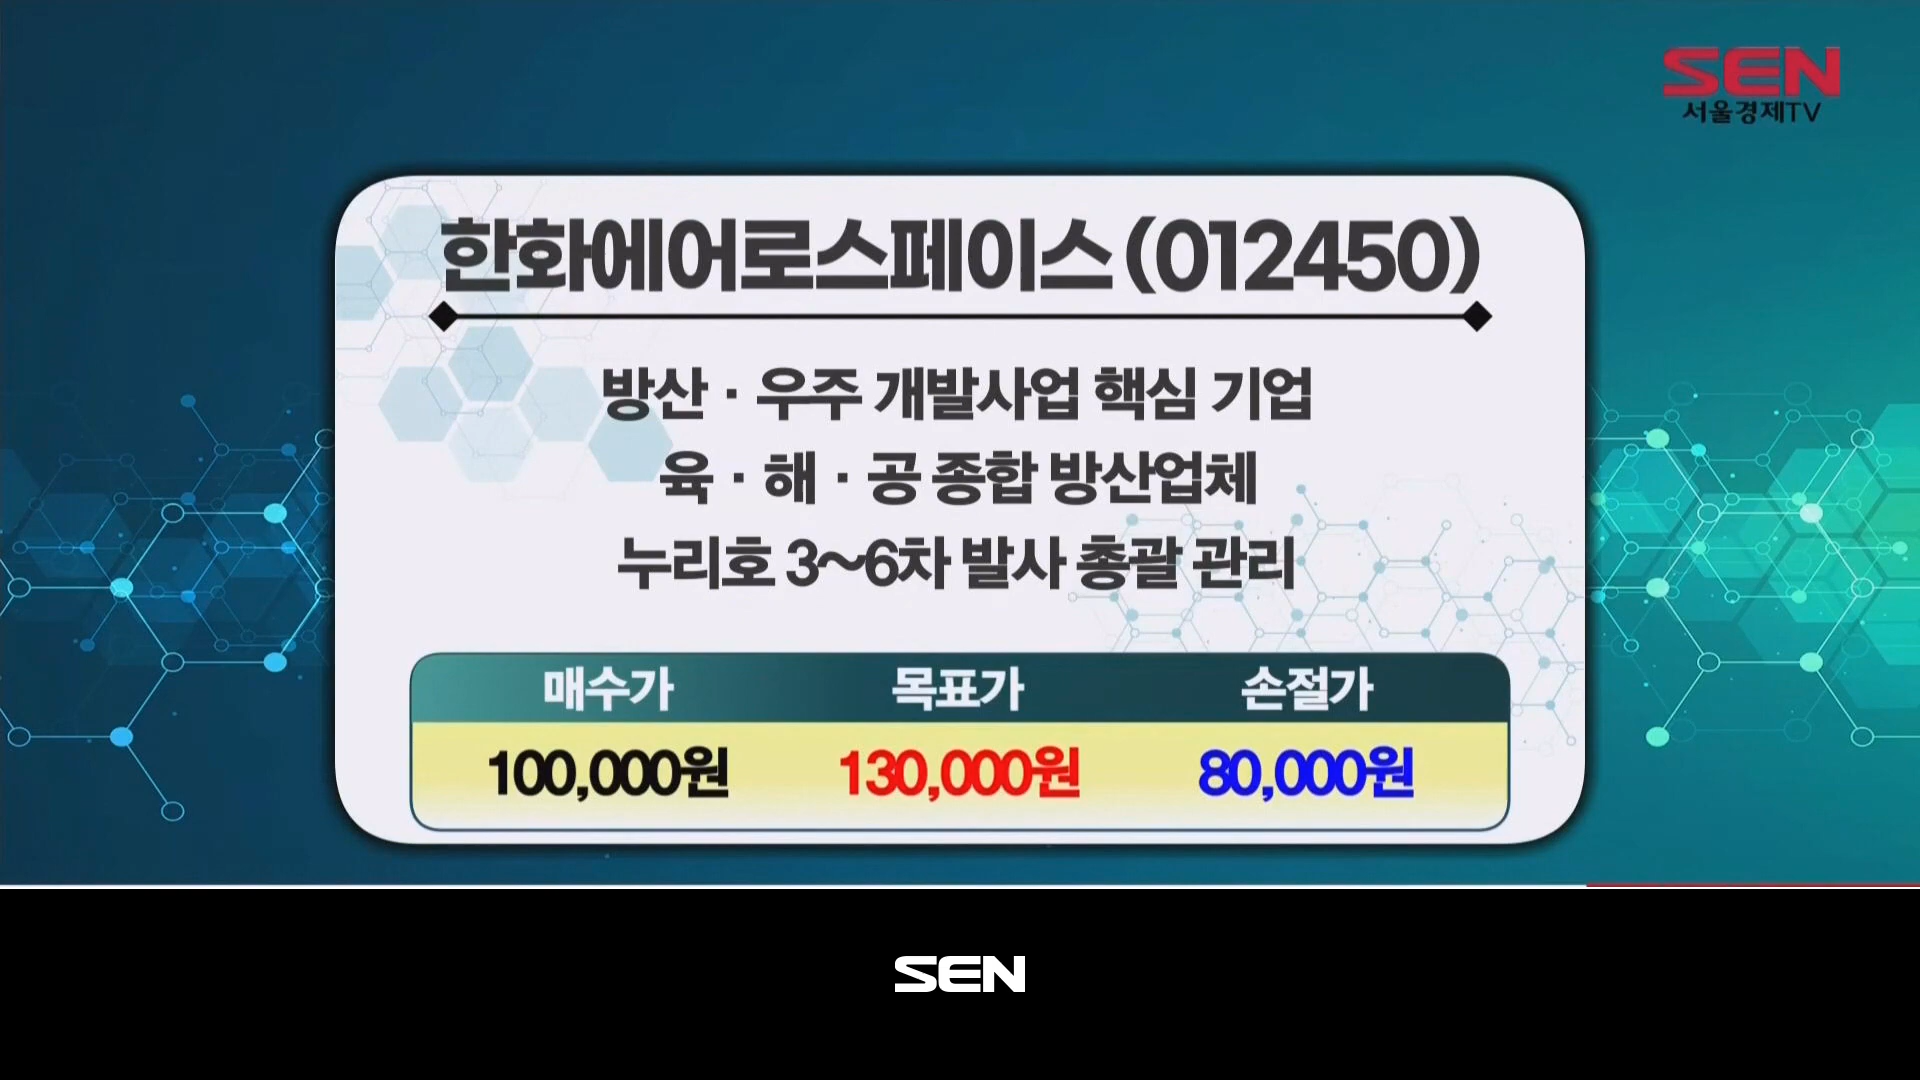 SEN
서울경제TV
한화에어로스페이스(012450)
방산 · 우주 개발사업 핵심 기업
육 · 해 · 공 종합 방산업체
누리호 3~6차 발사 총괄 관리
매수가 목표가 손절가
100,000원 130,000원 80,000원
SEN